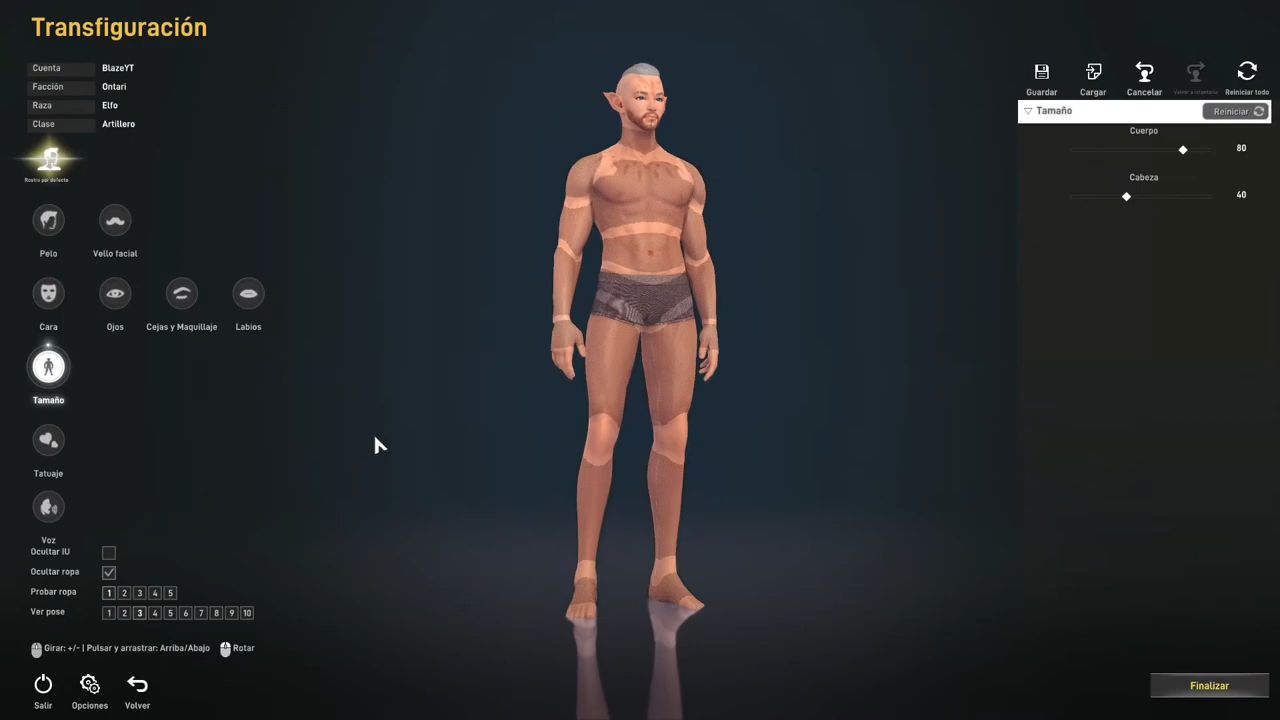 Transfiguración
Cuenta BlazeYT
Facción Ontari
Raza Elfo
Clase Artillero
Rostro por defecto
Pelo Vello facial
Cara Ojos Cejas y Maquillaje Labios
Tamaño
Tatuaje
Voz
Ocultar IU
Ocultar ropa
Probar ropa 1 2 3 4 5
Ver pose 1 2 3 4 5 6 7 8 9 10
Girar: +/- | Pulsar y arrastrar: Arriba/Abajo Rotar
Salir Opciones Volver
Guardar Cargar Cancelar Volver a intentarlo Reiniciar todo
Tamaño Reiniciar
Cuerpo
80
Cabeza
40
Finalizar